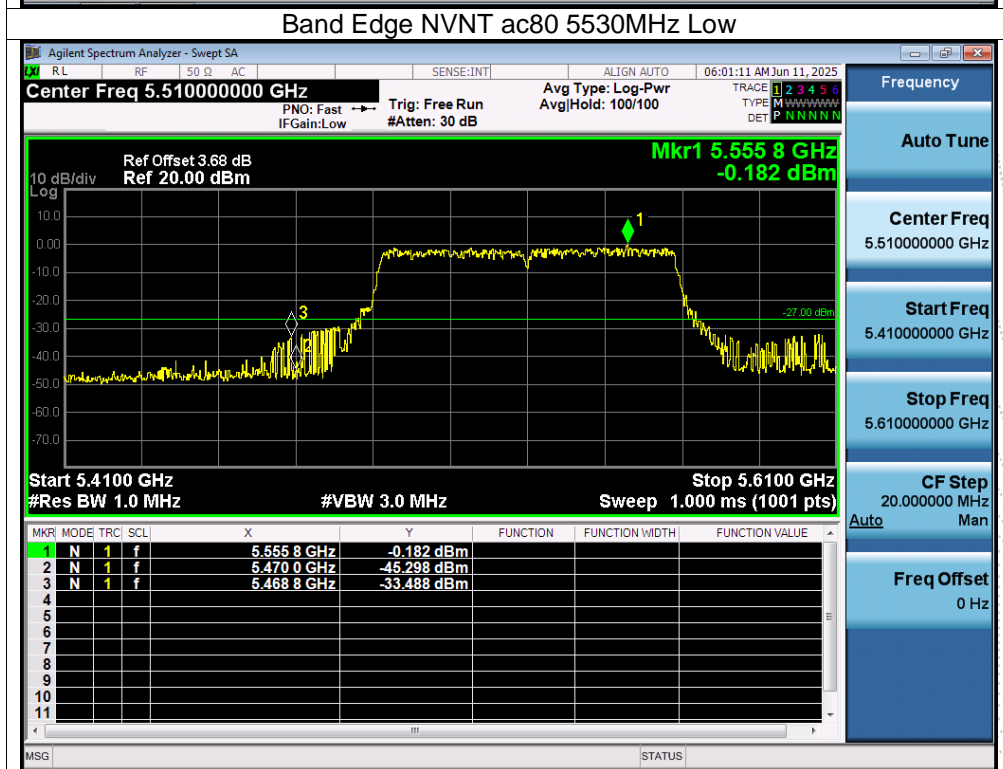 Band Edge NVNT ac80 5530MHz Low
Agilent Spectrum Analyzer - Swept SA
LXI RL RF 50 Ω AC SENSE:INT ALIGN AUTO 06:01:11 AM Jun 11, 2025
Center Freq 5.510000000 GHz
PNO: Fast
IFGain:Low
Trig: Free Run
#Atten: 30 dB
Avg Type: Log-Pwr
Avg|Hold: 100/100
TRACE 1 2 3 4 5 6
TYPE M WWWWW
DET P N N N N N
Frequency
Auto Tune
Center Freq
5.510000000 GHz
Start Freq
5.410000000 GHz
Stop Freq
5.610000000 GHz
CF Step
20.000000 MHz
Auto Man
Freq Offset
0 Hz
Mkr1 5.555 8 GHz
-0.182 dBm
Ref Offset 3.68 dB
10 dB/div Ref 20.00 dBm
Log
10.0
0.00
-10.0
-20.0
-30.0
-40.0
-50.0
-60.0
-70.0
1
2
3
-27.00 dBm
Start 5.4100 GHz Stop 5.6100 GHz
#Res BW 1.0 MHz #VBW 3.0 MHz Sweep 1.000 ms (1001 pts)
MKR MODE TRC SCL X Y FUNCTION FUNCTION WIDTH FUNCTION VALUE
1 N 1 f 5.555 8 GHz -0.182 dBm
2 N 1 f 5.470 0 GHz -45.298 dBm
3 N 1 f 5.468 8 GHz -33.488 dBm
4
5
6
7
8
9
10
11
MSG STATUS